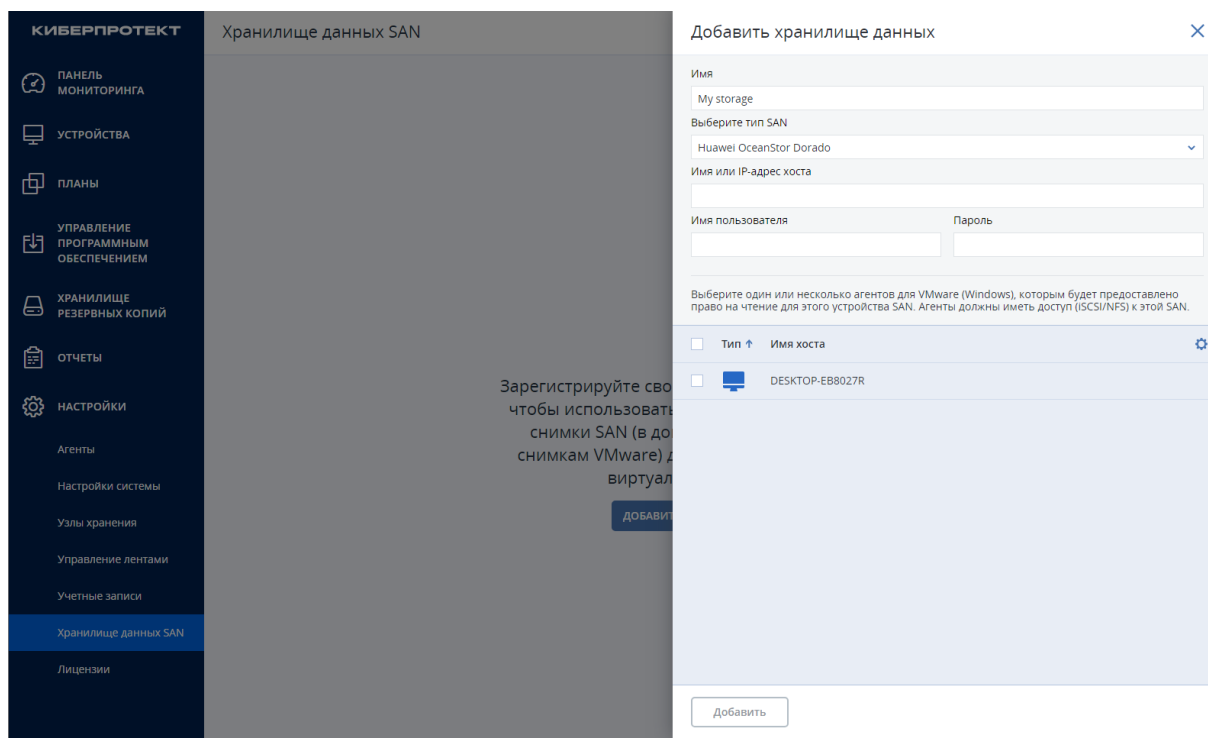 КИБЕРПРОТЕКТ
ПАНЕЛЬ
МОНИТОРИНГА
УСТРОЙСТВА
ПЛАНЫ
УПРАВЛЕНИЕ
ПРОГРАММНЫМ
ОБЕСПЕЧЕНИЕМ
ХРАНИЛИЩЕ
РЕЗЕРВНЫХ КОПИЙ
ОТЧЕТЫ
НАСТРОЙКИ
Агенты
Настройки системы
Узлы хранения
Управление лентами
Учетные записи
Хранилище данных SAN
Лицензии
Хранилище данных SAN
Зарегистрируйте сво
чтобы использовать
снимки SAN (в до
снимкам VMware) д
виртуал
ДОБАВИТ
Добавить хранилище данных
Имя
My storage
Выберите тип SAN
Huawei OceanStor Dorado
Имя или IP-адрес хоста
Имя пользователя Пароль
Выберите один или несколько агентов для VMware (Windows), которым будет предоставлено
право на чтение для этого устройства SAN. Агенты должны иметь доступ (iSCSI/NFS) к этой SAN.
Тип Имя хоста
DESKTOP-EB8027R
Добавить